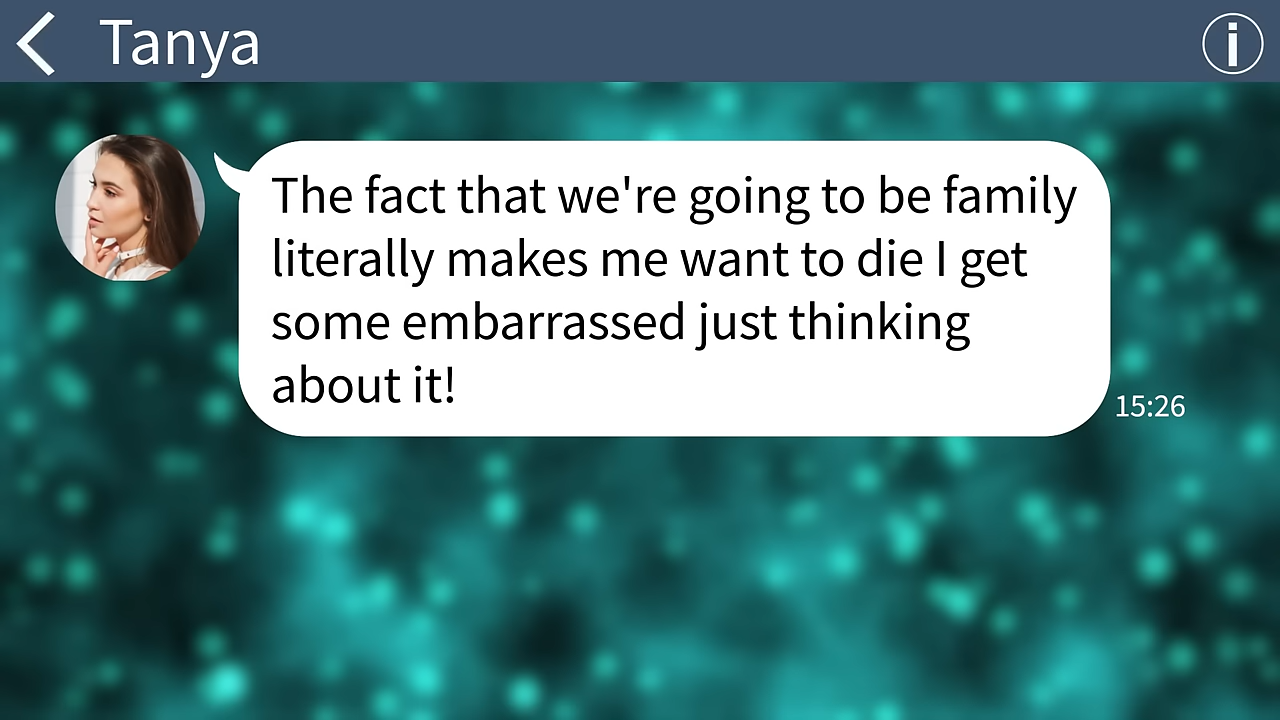 Tanya
The fact that we're going to be family
literally makes me want to die I get
some embarrassed just thinking
about it!
15:26